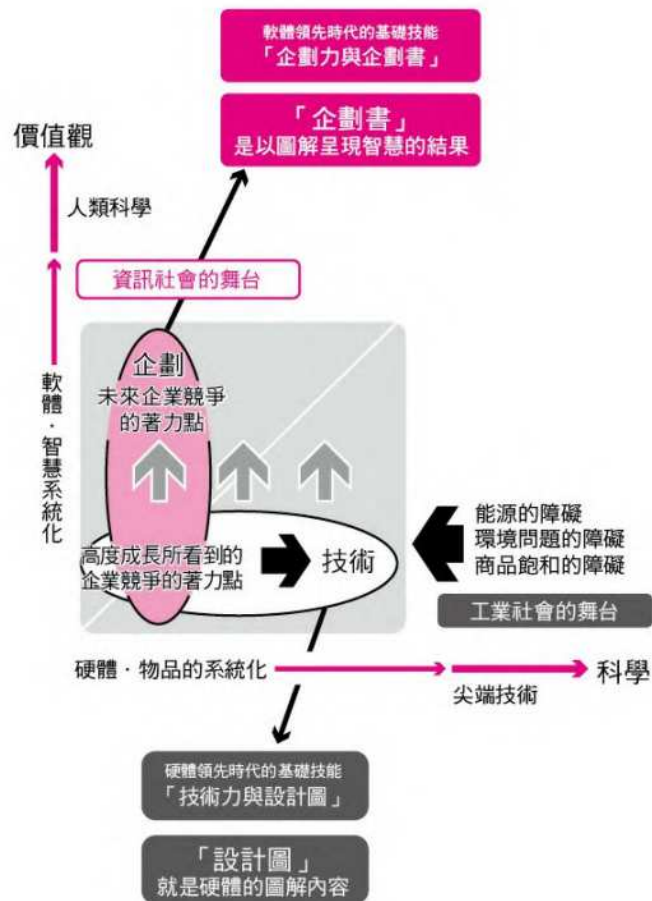 軟體領先時代的基礎技能
「企劃力與企劃書」
「企劃書」
是以圖解呈現智慧的結果
價值觀
人類科學
資訊社會的舞台
軟體‧智慧系統化
企劃
未來企業競爭
的著力點
高度成長所看到的
企業競爭的著力點
技術
能源的障礙
環境問題的障礙
商品飽和的障礙
工業社會的舞台
硬體‧物品的系統化
尖端技術
科學
硬體領先時代的基礎技能
「技術力與設計圖」
「設計圖」
就是硬體的圖解內容